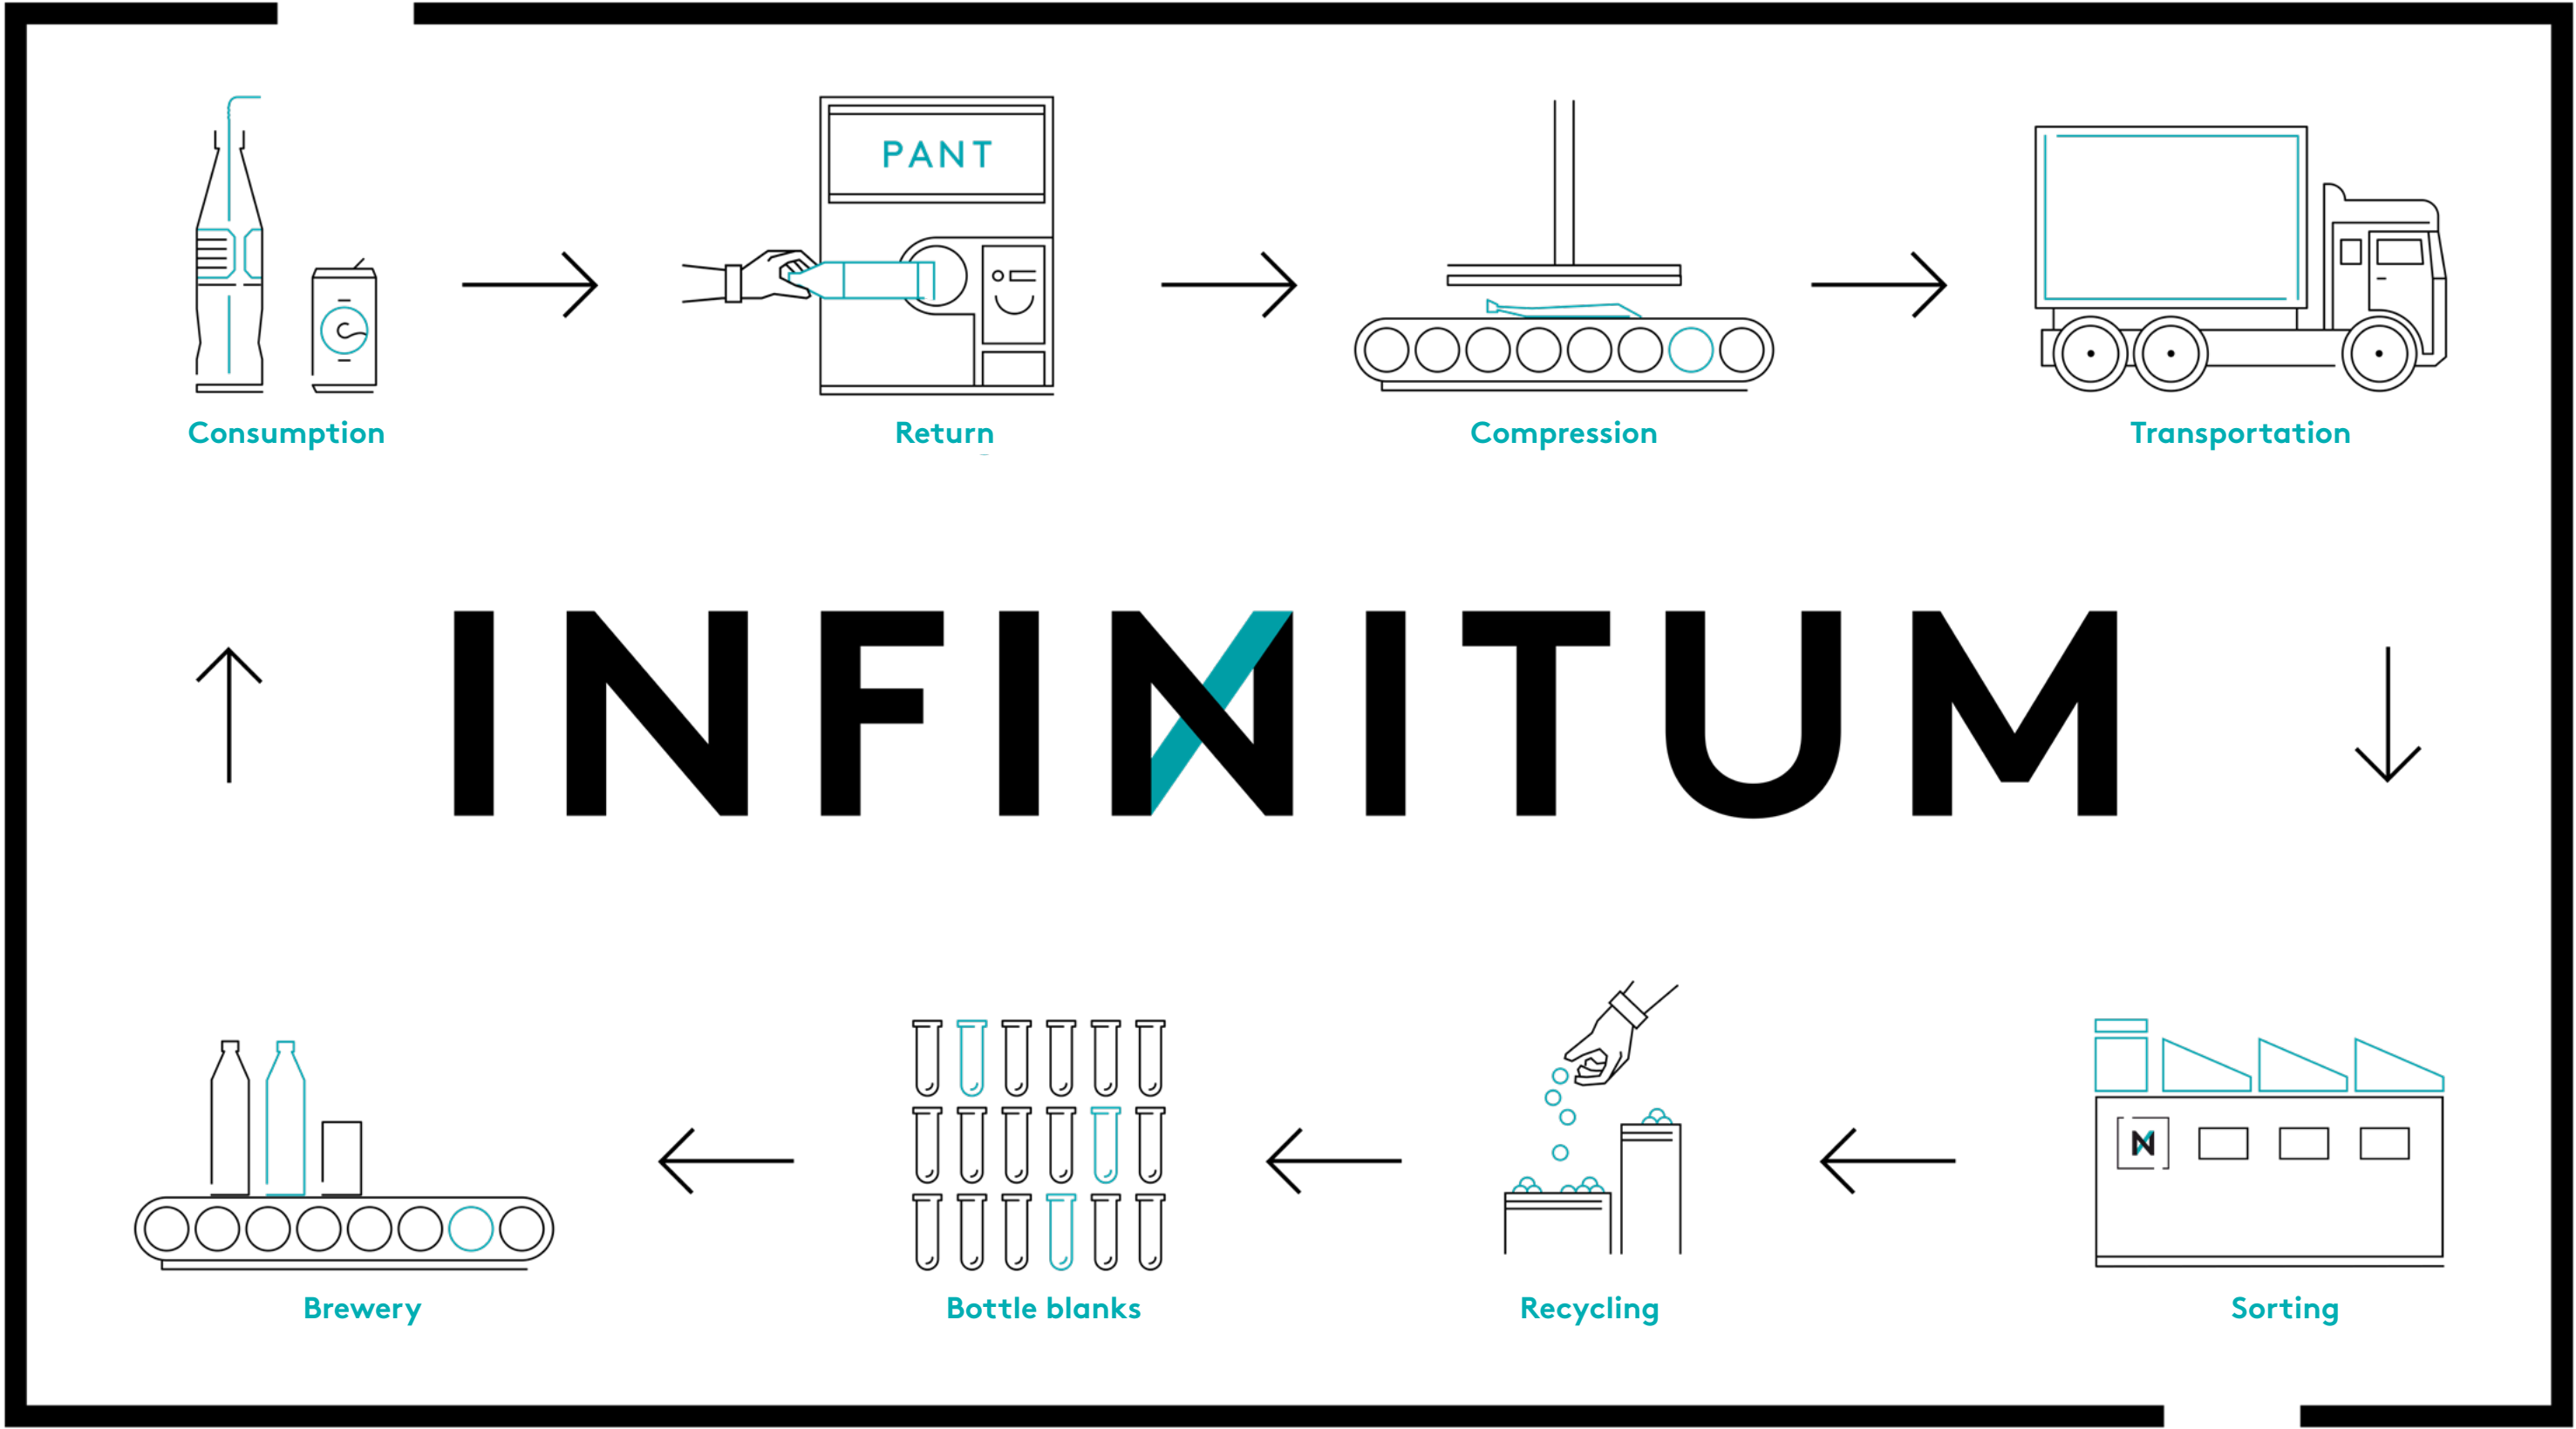 PANT
Consumption
Return
Compression
Transportation
INFINITUM
Brewery
Bottle blanks
Recycling
Sorting
N